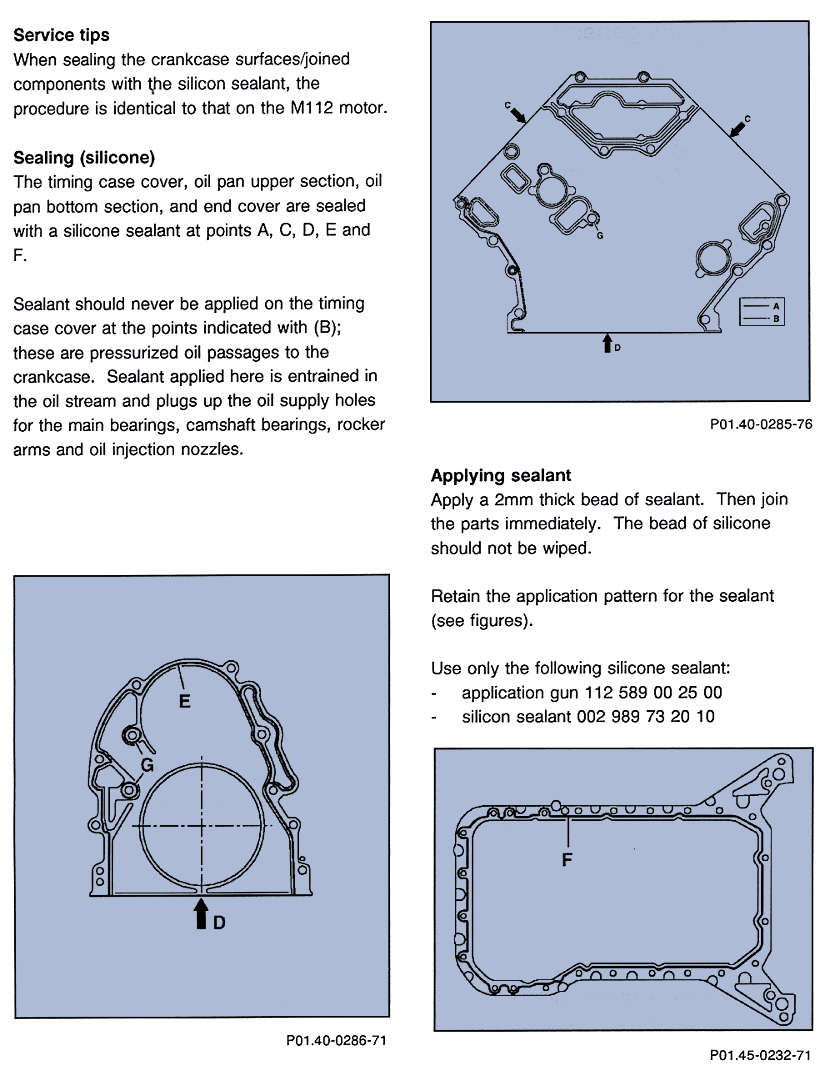 Service tips
When sealing the crankcase surfaces/joined
components with the silicon sealant, the
procedure is identical to that on the M112 motor.
Sealing (silicone)
The timing case cover, oil pan upper section, oil
pan bottom section, and end cover are sealed
with a silicone sealant at points A, C, D, E and
F.
Sealant should never be applied on the timing
case cover at the points indicated with (B);
these are pressurized oil passages to the
crankcase. Sealant applied here is entrained in
the oil stream and plugs up the oil supply holes
for the main bearings, camshaft bearings, rocker
arms and oil injection nozzles.
E
G
D
P01.40-0286-71
C
C
G
A
B
D
P01.40-0285-76
Applying sealant
Apply a 2mm thick bead of sealant. Then join
the parts immediately. The bead of silicone
should not be wiped.
Retain the application pattern for the sealant
(see figures).
Use only the following silicone sealant:
- application gun 112 589 00 25 00
- silicon sealant 002 989 73 20 10
F
P01.45-0232-71